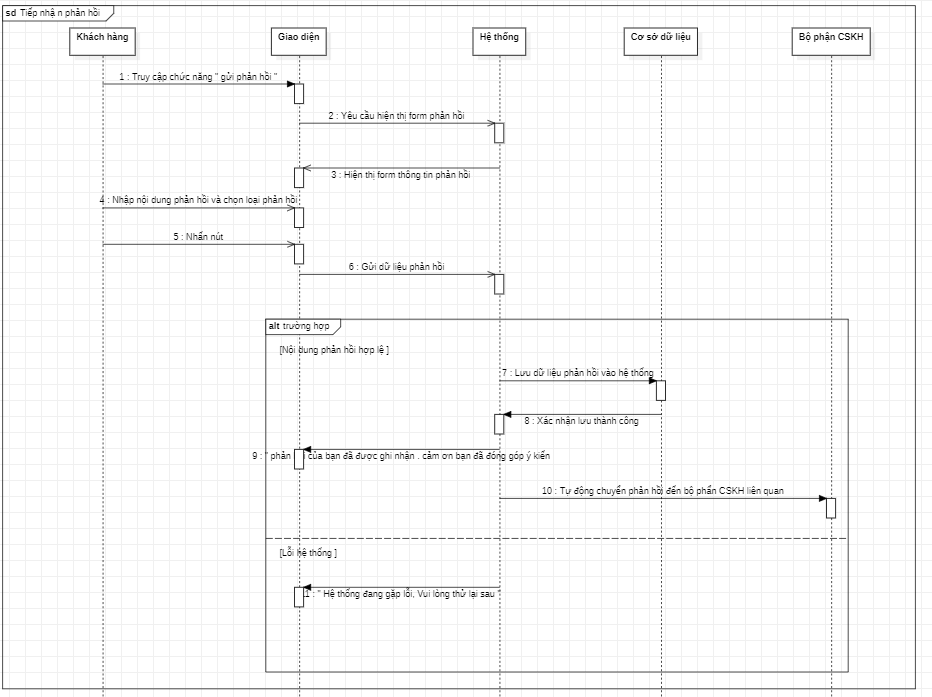 sd Tiếp nhận phản hồi
Khách hàng
Giao diện
Hệ thống
Cơ sở dữ liệu
Bộ phận CSKH
1 : Truy cập chức năng " gửi phản hồi "
2 : Yêu cầu hiện thị form phản hồi
3 : Hiện thị form thông tin phản hồi
4 : Nhập nội dung phản hồi và chọn loại phản hồi
5 : Nhấn nút
6 : Gửi dữ liệu phản hồi
alt trường hợp
[Nội dung phản hồi hợp lệ ]
7 : Lưu dữ liệu phản hồi vào hệ thống
8 : Xác nhận lưu thành công
9 : " phản của bạn đã được ghi nhận . cảm ơn bạn đã đóng góp ý kiến
10 : Tự động chuyển phản hồi đến bộ phẩn CSKH liên quan
[Lỗi hệ thống ]
1 : " Hệ thống đang gặp lỗi, Vui lòng thử lại sau "